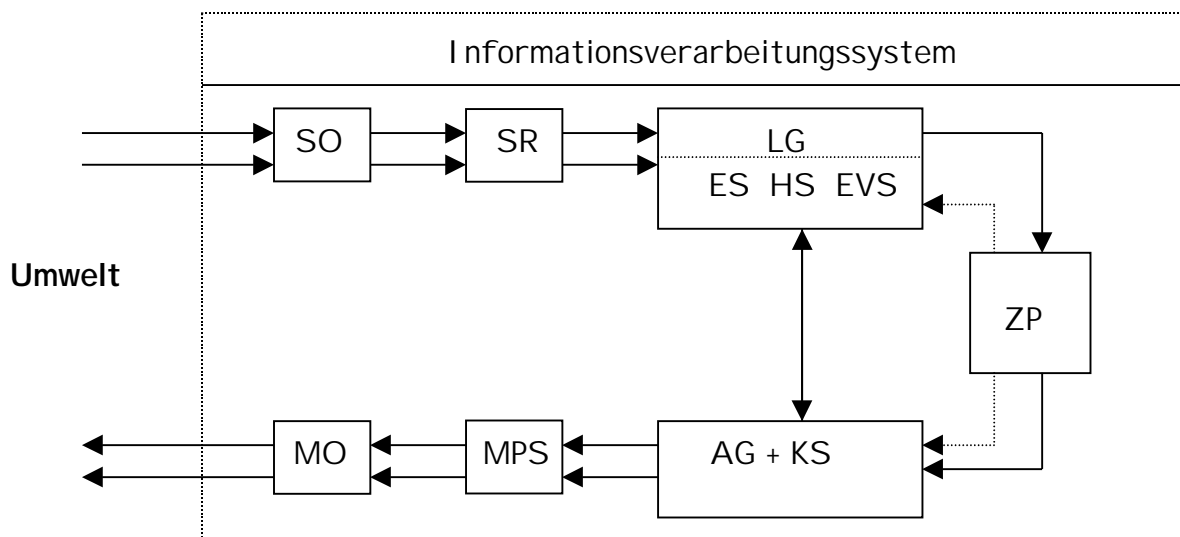 Informationsverarbeitungssystem
SO SR LG
ES HS EVS
Umwelt
ZP
MO MPS AG + KS